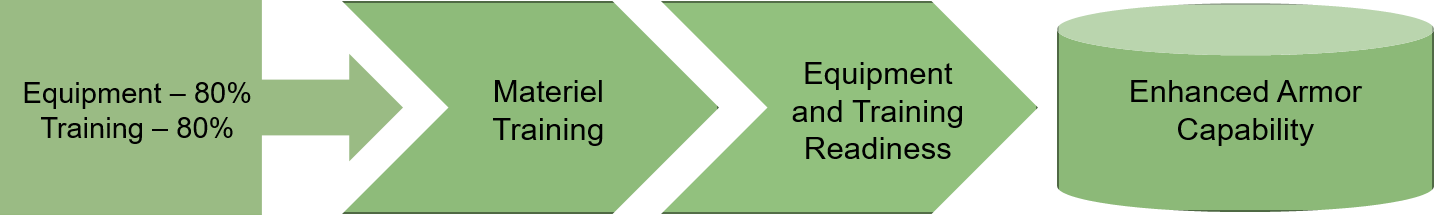 Equipment – 80%
Training – 80%
Materiel
Training
Equipment
and Training
Readiness
Enhanced Armor
Capability